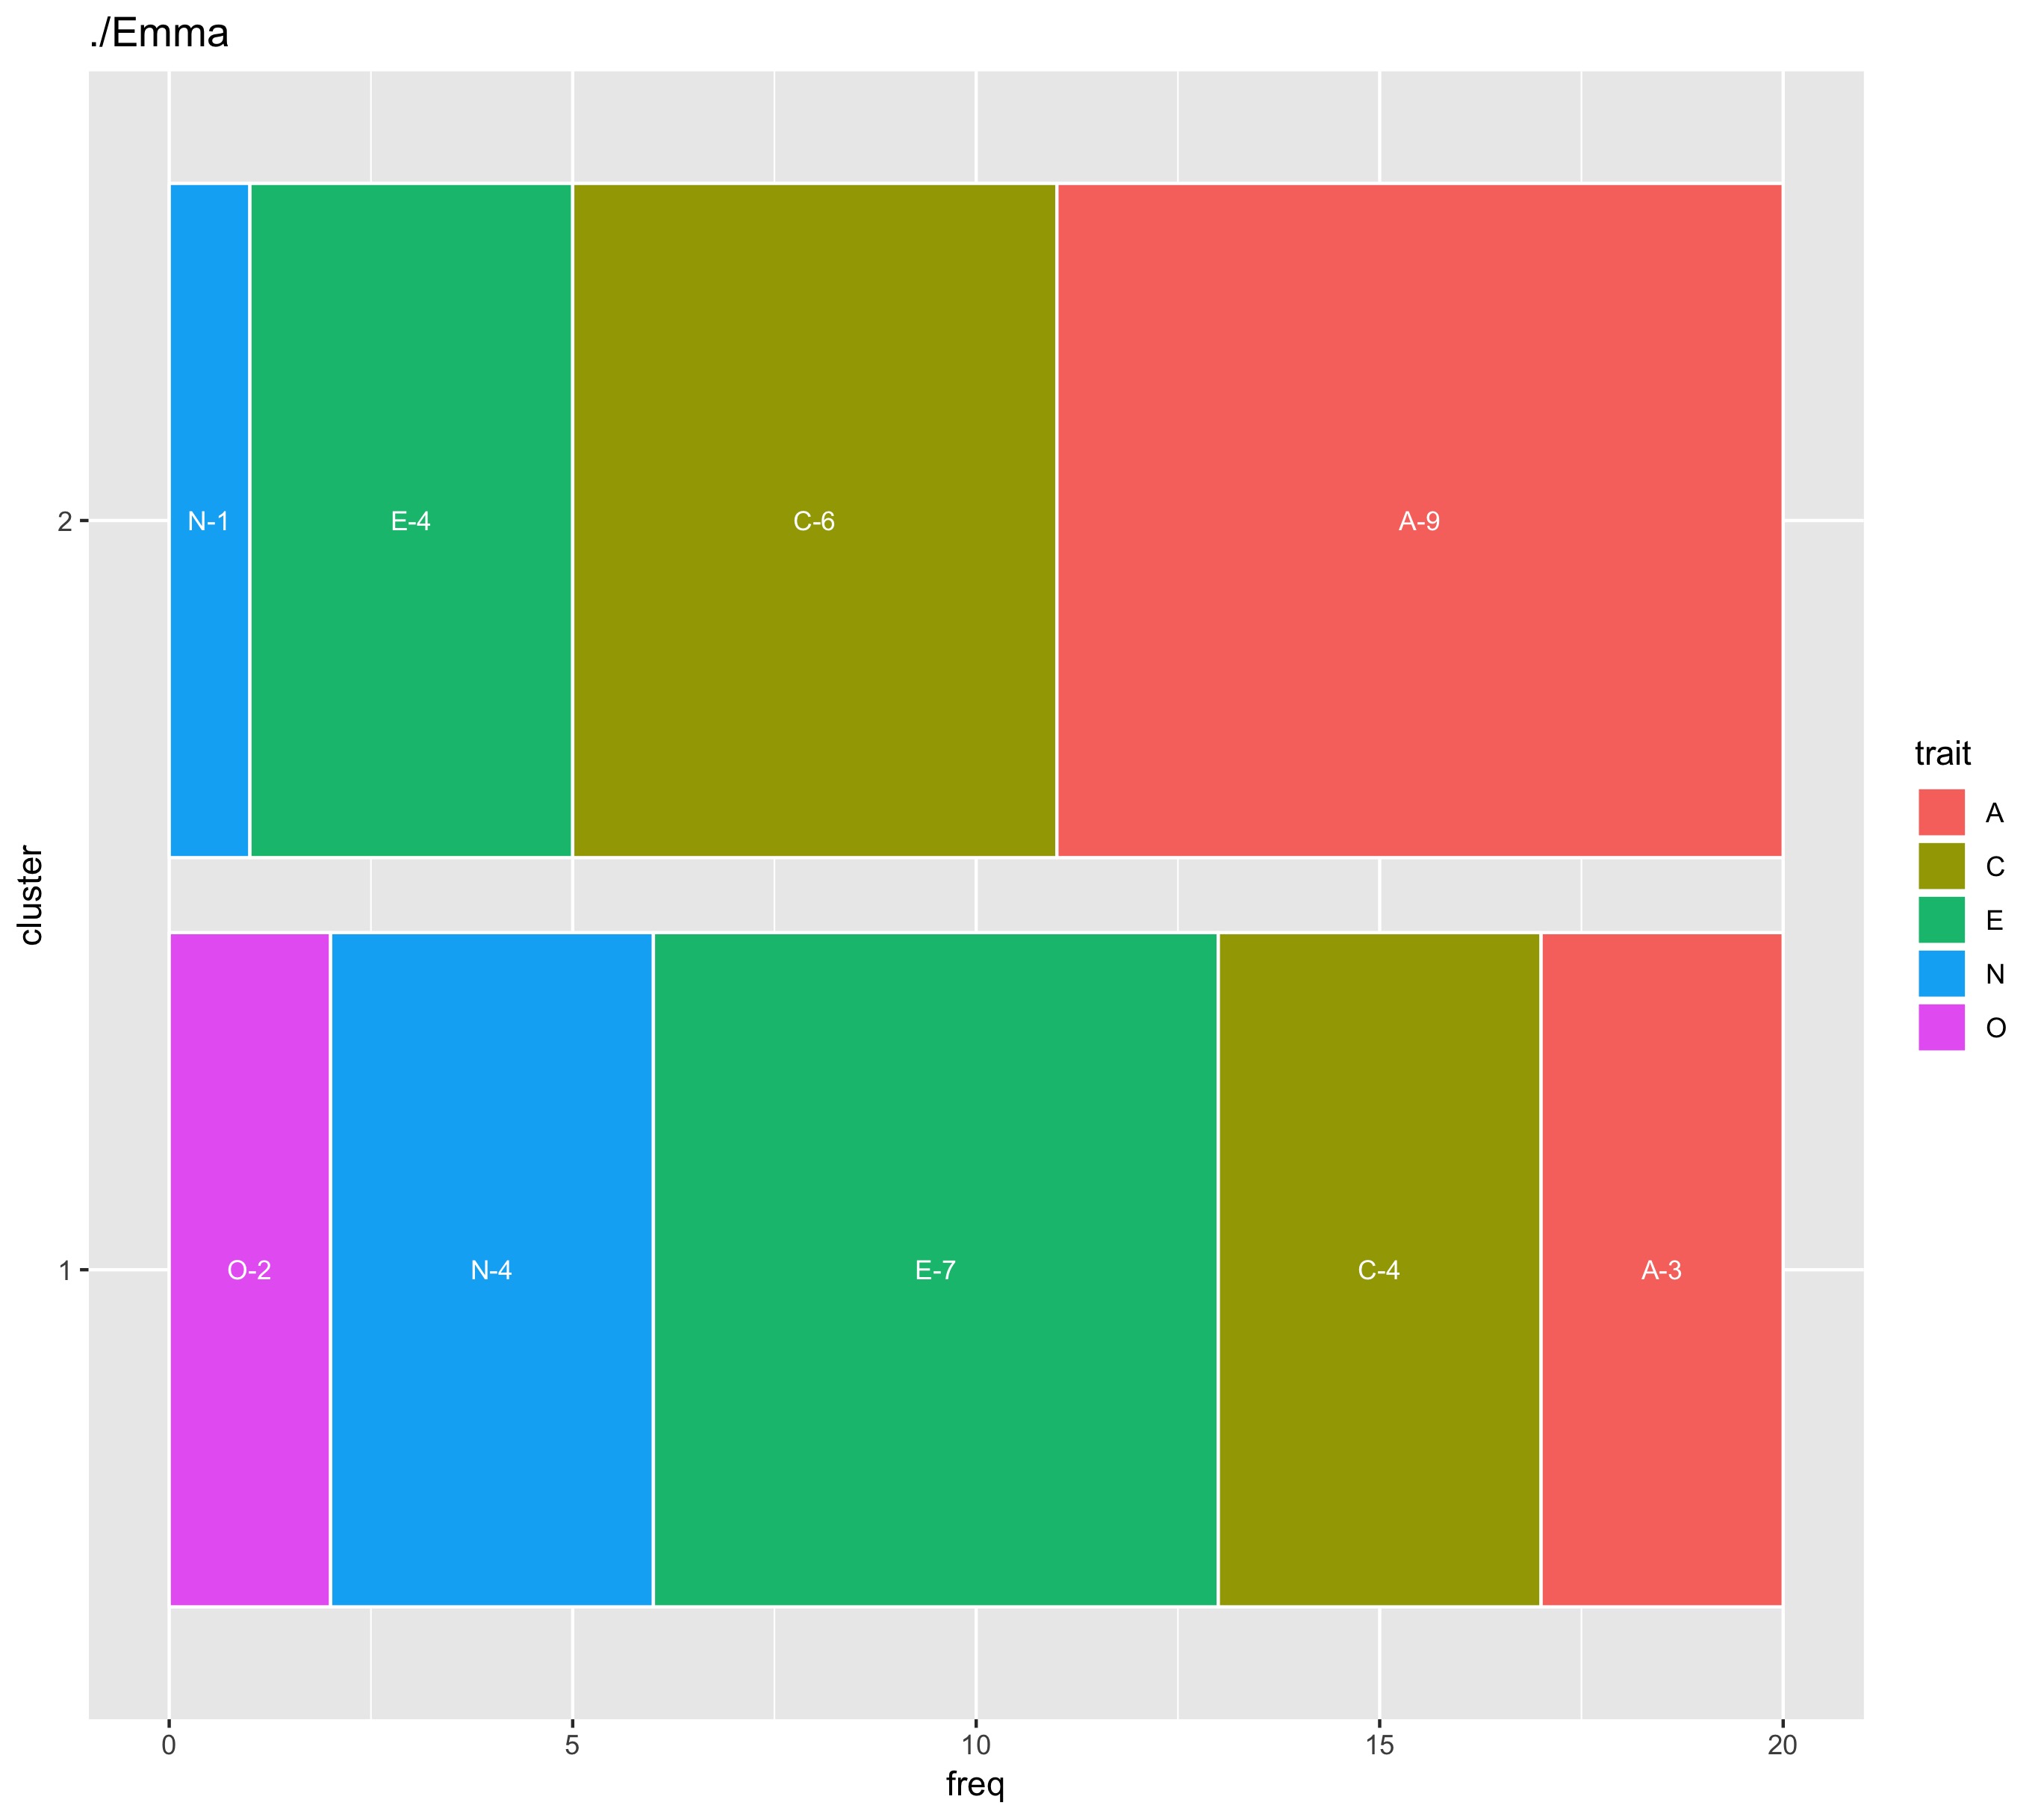 ./Emma
cluster
2
N-1
E-4
C-6
A-9
1
O-2
N-4
E-7
C-4
A-3
0
5
10
15
20
freq
trait
A
C
E
N
O